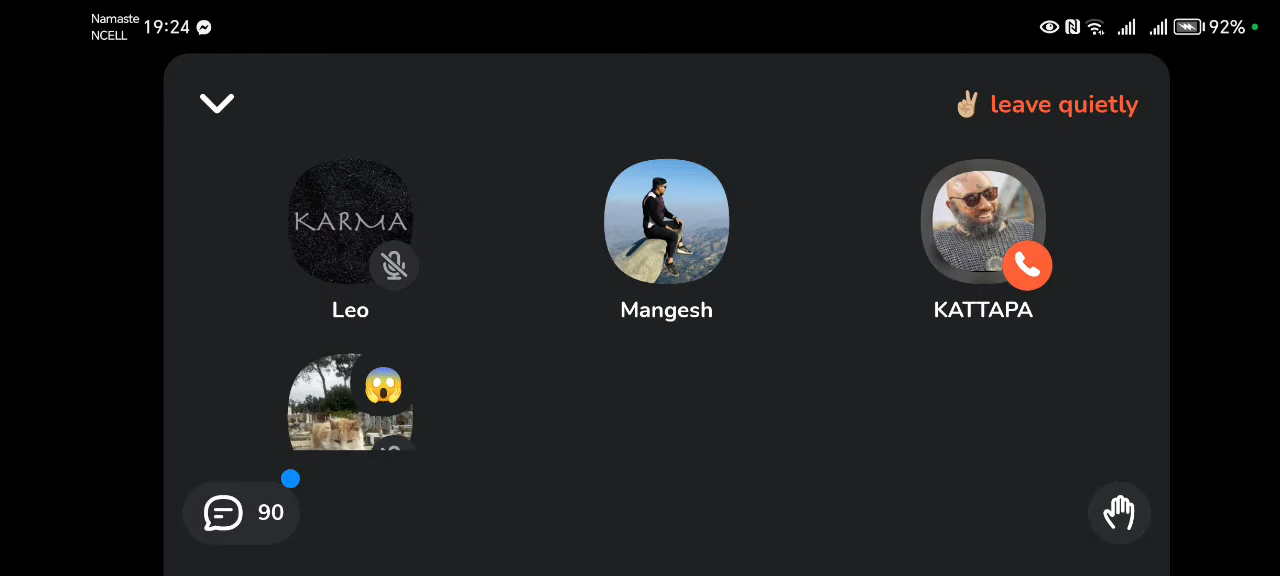 Namaste
NCELL
19:24
92%
✌🏼 leave quietly
KARMA
Leo
Mangesh
KATTAPA
90